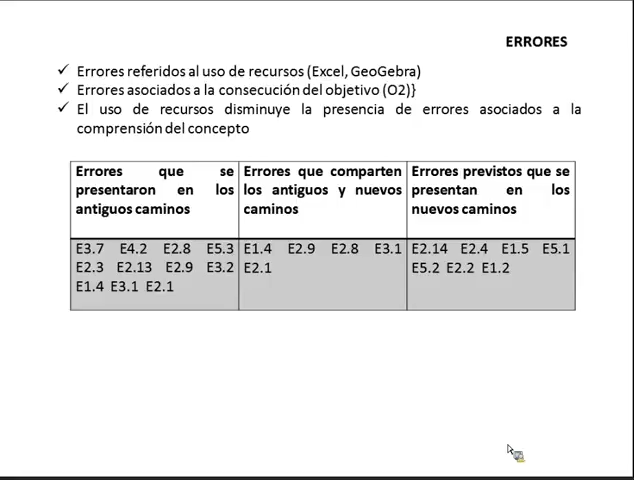 ERRORES
✓ Errores referidos al uso de recursos (Excel, GeoGebra)
✓ Errores asociados a la consecución del objetivo (O2)}
✓ El uso de recursos disminuye la presencia de errores asociados a la
comprensión del concepto
Errores que se
presentaron en los
antiguos caminos
Errores que comparten
los antiguos y nuevos
caminos
Errores previstos que se
presentan en los
nuevos caminos
E3.7 E4.2 E2.8 E5.3
E2.3 E2.13 E2.9 E3.2
E1.4 E3.1 E2.1
E1.4 E2.9 E2.8 E3.1
E2.1
E2.14 E2.4 E1.5 E5.1
E5.2 E2.2 E1.2